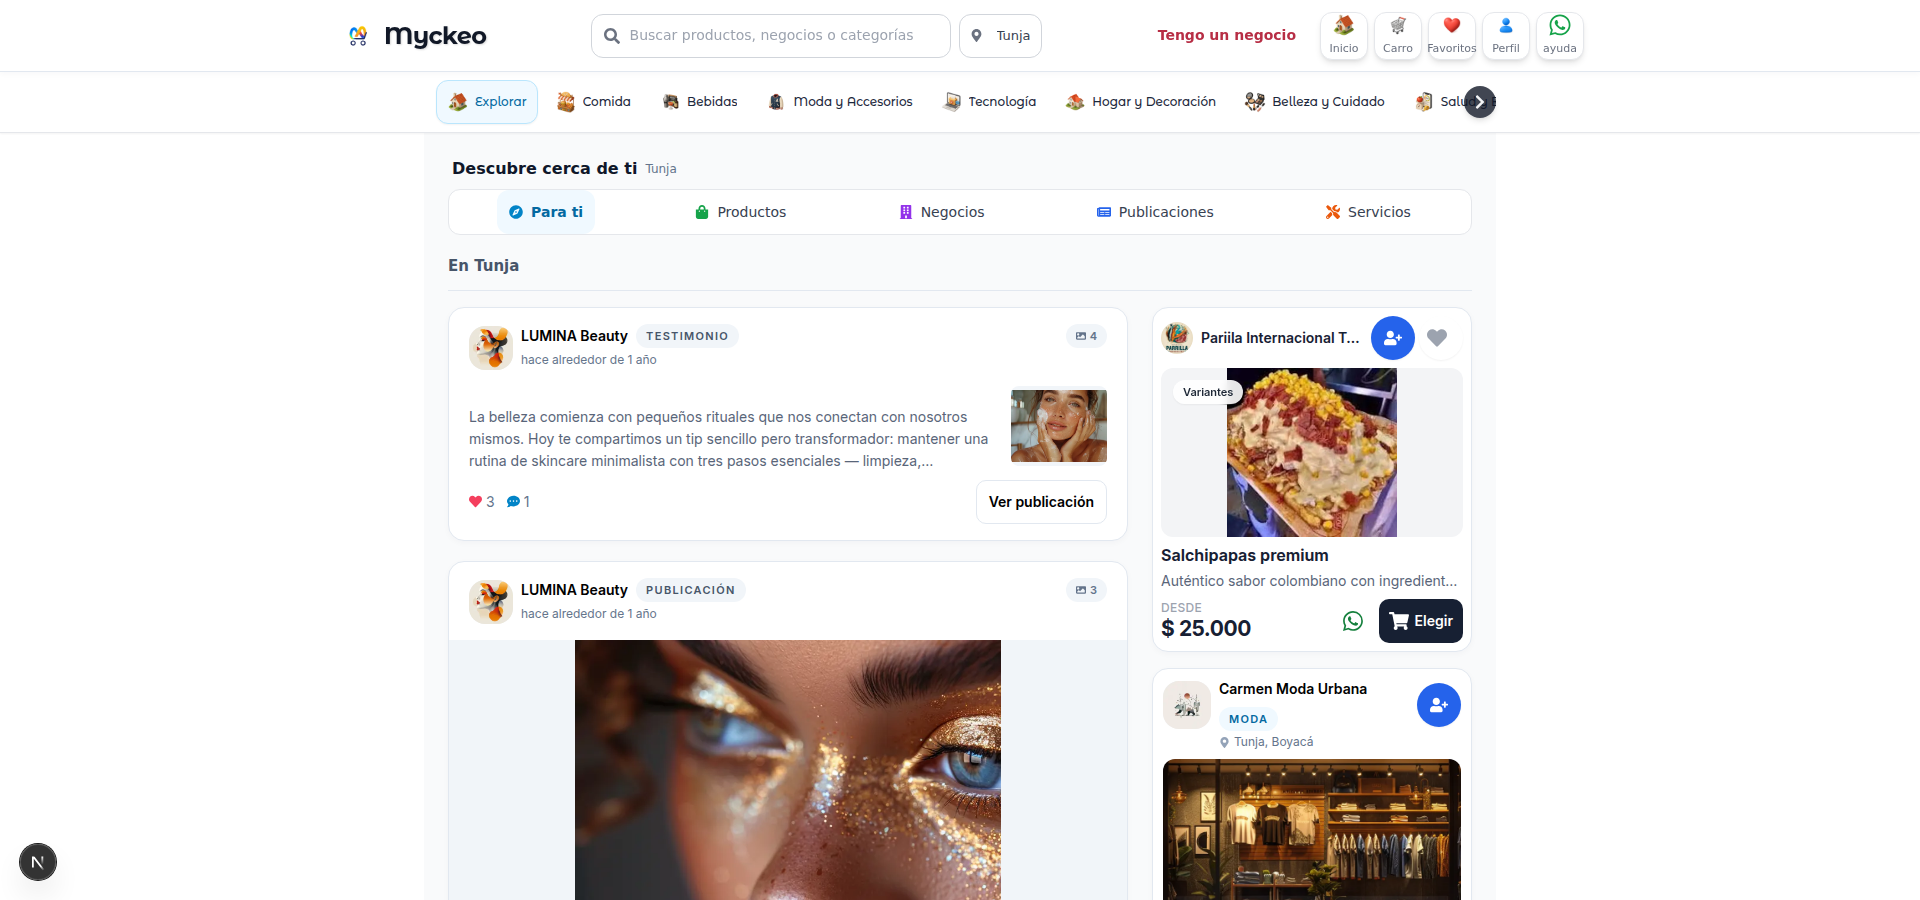 Myckeo
Buscar productos, negocios o categorías
Tunja
Tengo un negocio
Inicio
Carro
Favoritos
Perfil
ayuda
Explorar
Comida
Bebidas
Moda y Accesorios
Tecnología
Hogar y Decoración
Belleza y Cuidado
Descubre cerca de ti Tunja
Para ti
Productos
Negocios
Publicaciones
Servicios
En Tunja
LUMINA Beauty TESTIMONIO 4
hace alrededor de 1 año
La belleza comienza con pequeños rituales que nos conectan con nosotros
mismos. Hoy te compartimos un tip sencillo pero transformador: mantener una
rutina de skincare minimalista con tres pasos esenciales — limpieza,...
3 1
Ver publicación
LUMINA Beauty PUBLICACIÓN 3
hace alrededor de 1 año
Pariila Internacional T...
Variantes
Salchipapas premium
Auténtico sabor colombiano con ingredient...
DESDE
$ 25.000
Elegir
Carmen Moda Urbana
MODA
Tunja, Boyacá
N